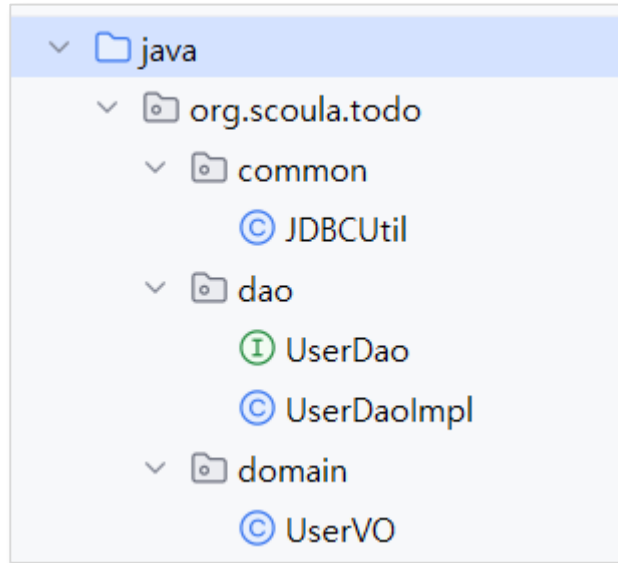 java
org.scoula.todo
common
C JDBCUtil
dao
I UserDao
C UserDaoImpl
domain
C UserVO